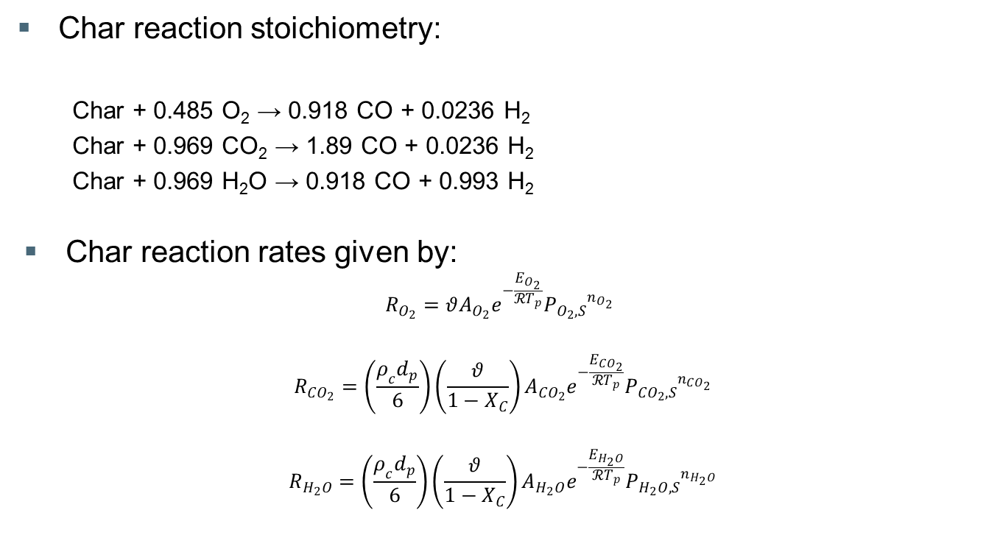 ▪ Char reaction stoichiometry:
Char + 0.485 O₂ → 0.918 CO + 0.0236 H₂
Char + 0.969 CO₂ → 1.89 CO + 0.0236 H₂
Char + 0.969 H₂O → 0.918 CO + 0.993 H₂
▪ Char reaction rates given by:
$R_{O_2} = \vartheta A_{O_2} e^{-\frac{E_{O_2}}{\mathcal{R}T_p}} {P_{O_2,S}}^{n_{O_2}}$
$R_{CO_2} = \left(\frac{\rho_c d_p}{6}\right)\left(\frac{\vartheta}{1 - X_C}\right) A_{CO_2} e^{-\frac{E_{CO_2}}{\mathcal{R}T_p}} {P_{CO_2,S}}^{n_{CO_2}}$
$R_{H_2O} = \left(\frac{\rho_c d_p}{6}\right)\left(\frac{\vartheta}{1 - X_C}\right) A_{H_2O} e^{-\frac{E_{H_2O}}{\mathcal{R}T_p}} {P_{H_2O,S}}^{n_{H_2O}}$